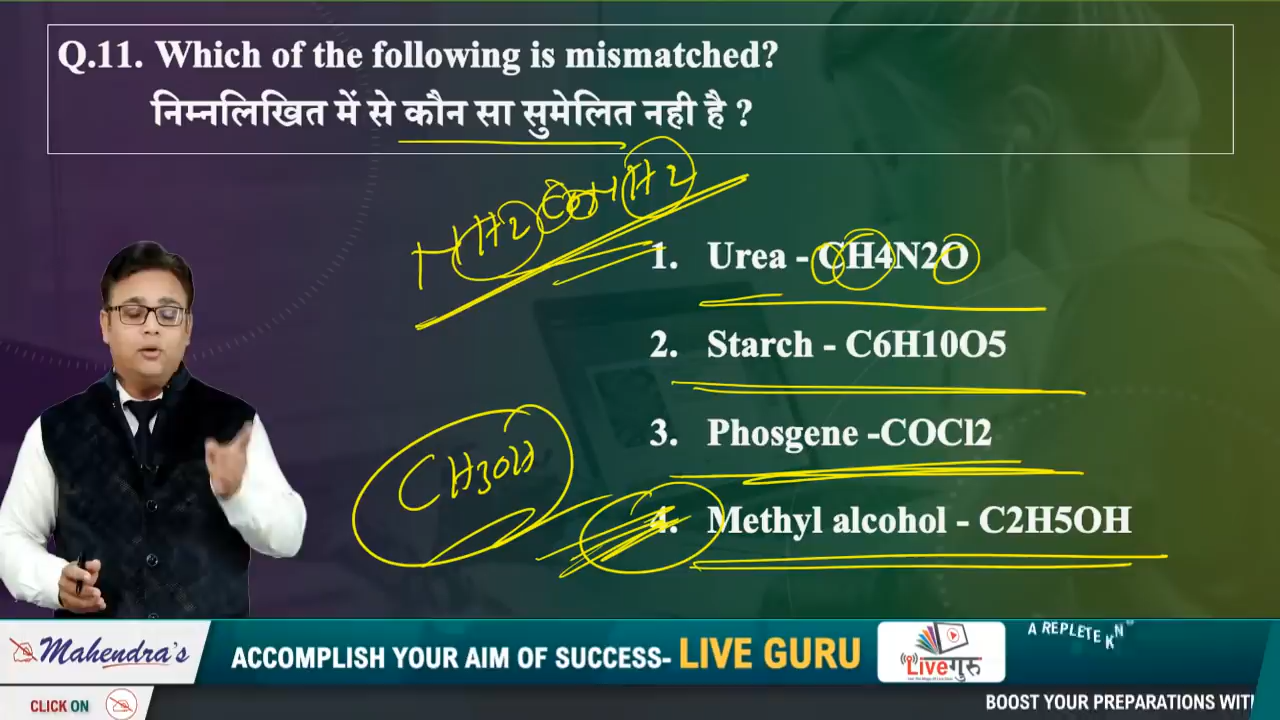 Q.11. Which of the following is mismatched?
निम्नलिखित में से कौन सा सुमेलित नही है ?
NH2CONH2
1. Urea - CH4N2O
2. Starch - C6H10O5
3. Phosgene -COCl2
CH3OH
4. Methyl alcohol - C2H5OH
Mahendra's
ACCOMPLISH YOUR AIM OF SUCCESS- LIVE GURU
Liveगुरु
A REPLETE KN
CLICK ON
BOOST YOUR PREPARATIONS WITH